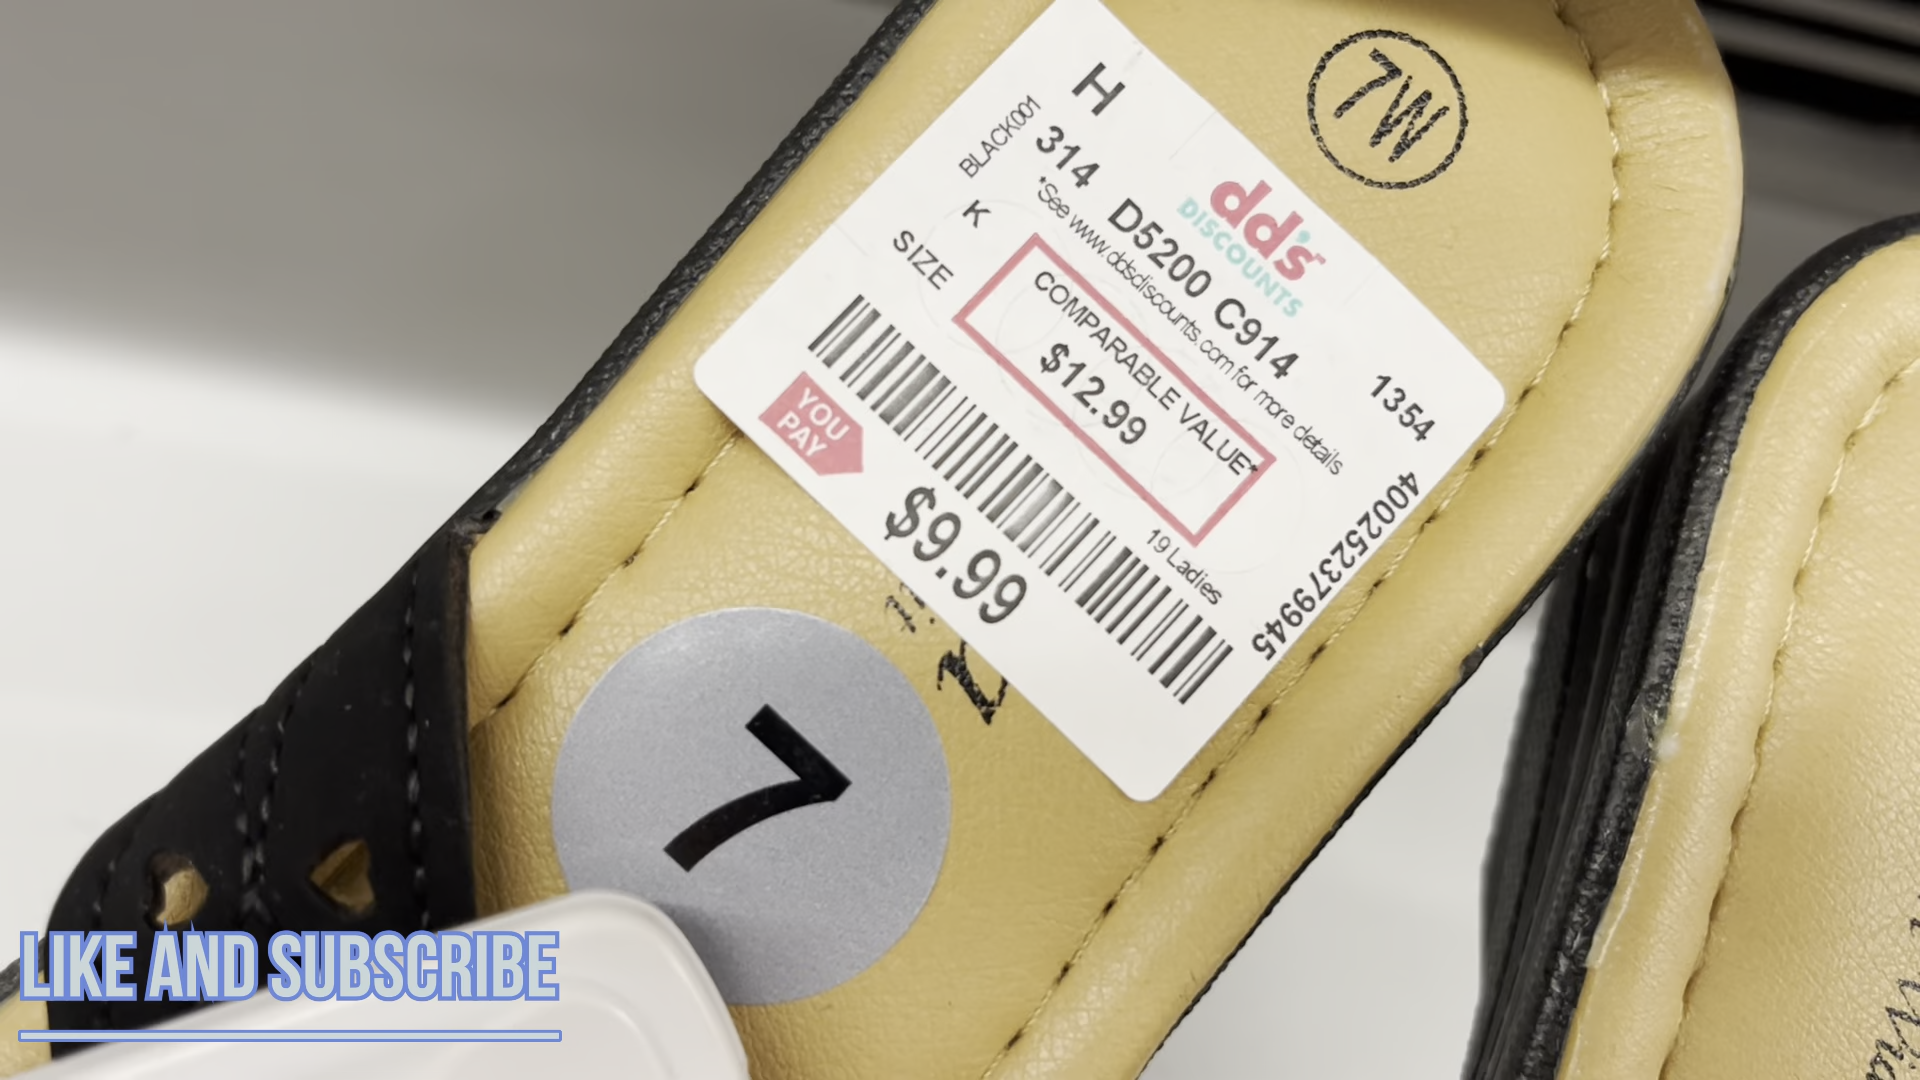 7W
H
dd's
DISCOUNTS
BLACK001
314 D5200 C914 1354
*See www.ddsdiscounts.com for more details
K
SIZE
COMPARABLE VALUE*
$12.99
19 Ladies
400252379945
YOU
PAY
$9.99
7
LIKE AND SUBSCRIBE